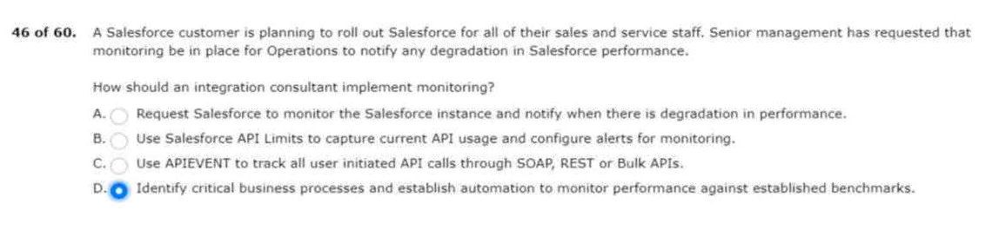 46 of 60. A Salesforce customer is planning to roll out Salesforce for all of their sales and service staff. Senior management has requested that
monitoring be in place for Operations to notify any degradation in Salesforce performance.
How should an integration consultant implement monitoring?
A. Request Salesforce to monitor the Salesforce instance and notify when there is degradation in performance.
B. Use Salesforce API Limits to capture current API usage and configure alerts for monitoring.
C. Use APIEVENT to track all user initiated API calls through SOAP, REST or Bulk APIs.
D. Identify critical business processes and establish automation to monitor performance against established benchmarks.